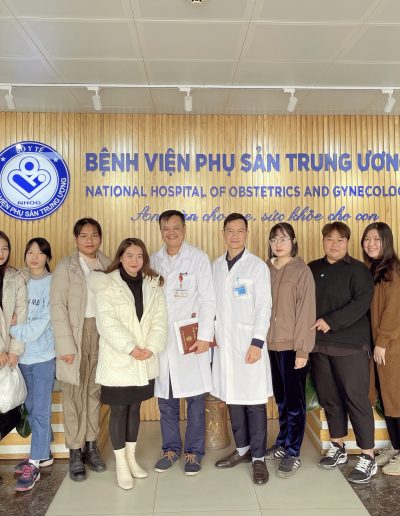 BỘ Y TẾ
NHOG
BỆNH VIỆN PHỤ SẢN TRUNG ƯƠNG
BỆNH VIỆN PHỤ SẢN TRUNG ƯƠNG
NATIONAL HOSPITAL OF OBSTETRICS AND GYNECOLO
An toàn cho mẹ, sức khỏe cho con